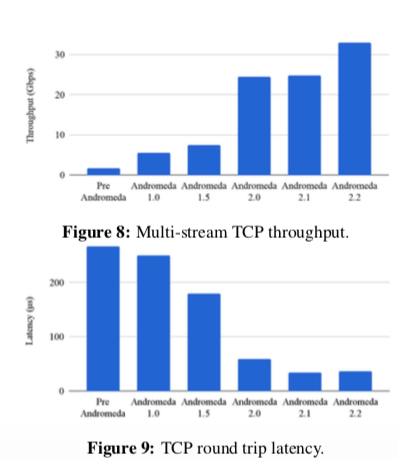 30
20
10
0
Throughput (Gbps)
Pre Andromeda Andromeda Andromeda Andromeda Andromeda
Andromeda 1.0 1.5 2.0 2.1 2.2
Figure 8: Multi-stream TCP throughput.
200
100
0
Latency (μs)
Pre Andromeda Andromeda Andromeda Andromeda Andromeda
Andromeda 1.0 1.5 2.0 2.1 2.2
Figure 9: TCP round trip latency.